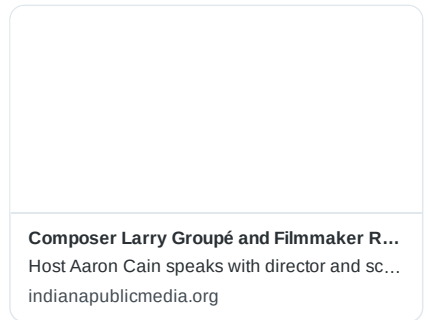 Composer Larry Groupé and Filmmaker R...
Host Aaron Cain speaks with director and sc...
indianapublicmedia.org